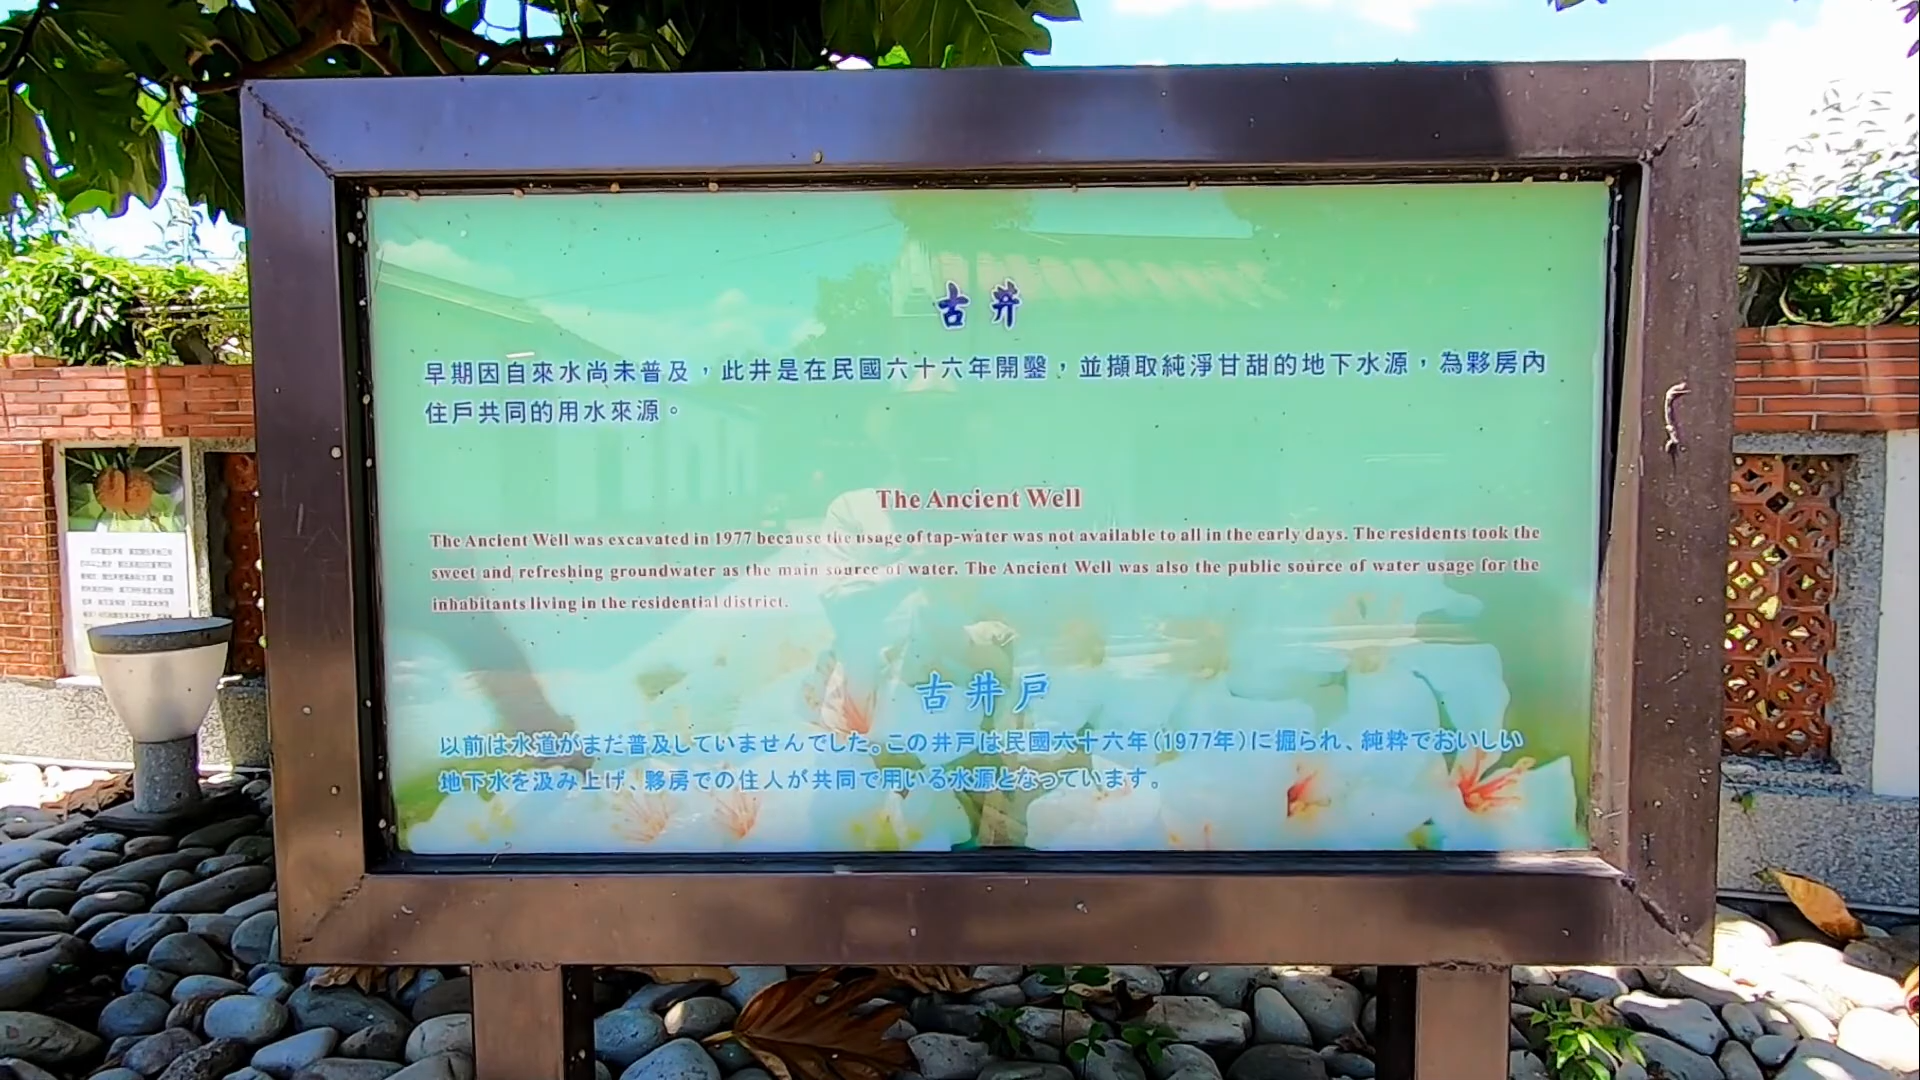 古井
早期因自來水尚未普及，此井是在民國六十六年開鑿，並擷取純淨甘甜的地下水源，為夥房內
住戶共同的用水來源。
The Ancient Well
The Ancient Well was excavated in 1977 because the usage of tap-water was not available to all in the early days. The residents took the
sweet and refreshing groundwater as the main source of water. The Ancient Well was also the public source of water usage for the
inhabitants living in the residential district.
古井戸
以前は水道がまだ普及していませんでした。この井戸は民國六十六年(1977年)に掘られ、純粋でおいしい
地下水を汲み上げ、夥房での住人が共同で用いる水源となっています。